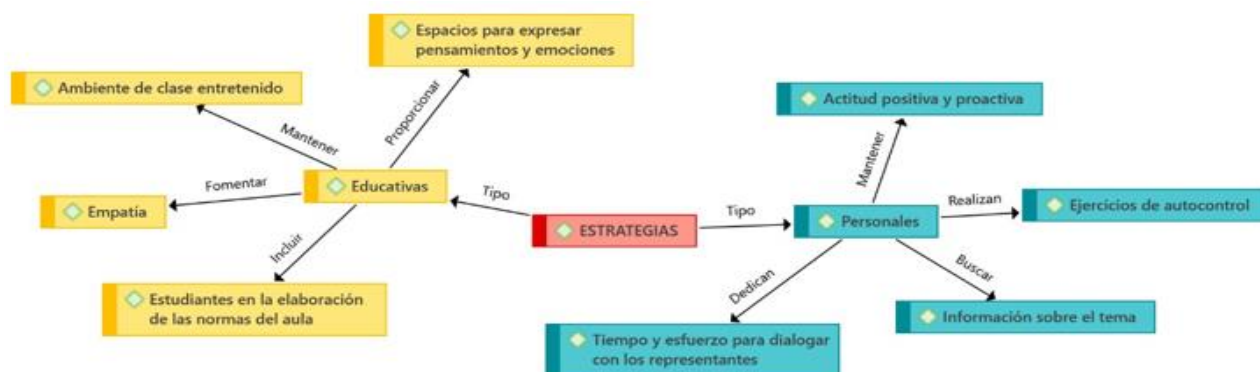 Espacios para expresar
pensamientos y emociones
Ambiente de clase entretenido
Actitud positiva y proactiva
Mantener
Proporcionar
Mantener
Educativas
Fomentar
Tipo
Realizan
Ejercicios de autocontrol
Empatía
Tipo
ESTRATEGIAS
Personales
Incluir
Buscar
Dedican
Estudiantes en la elaboración
de las normas del aula
Información sobre el tema
Tiempo y esfuerzo para dialogar
con los representantes